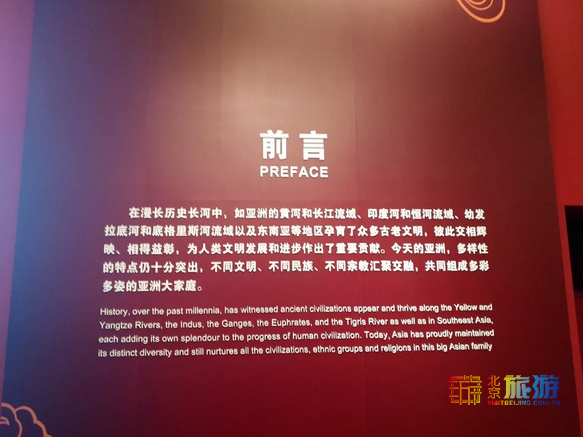 前言
PREFACE
在漫长历史长河中，如亚洲的黄河和长江流域、印度河和恒河流域、幼发
拉底河和底格里斯河流域以及东南亚等地区孕育了众多古老文明，彼此交相辉
映、相得益彰，为人类文明发展和进步作出了重要贡献。今天的亚洲，多样性
的特点仍十分突出，不同文明、不同民族、不同宗教汇聚交融，共同组成多彩
多姿的亚洲大家庭。
History, over the past millennia, has witnessed ancient civilizations appear and thrive along the Yellow and
Yangtze Rivers, the Indus, the Ganges, the Euphrates, and the Tigris River as well as in Southeast Asia,
each adding its own splendour to the progress of human civilization. Today, Asia has proudly maintained
its distinct diversity and still nurtures all the civilizations, ethnic groups and religions in this big Asian family
北京旅游
VISITBEIJING.COM.CN